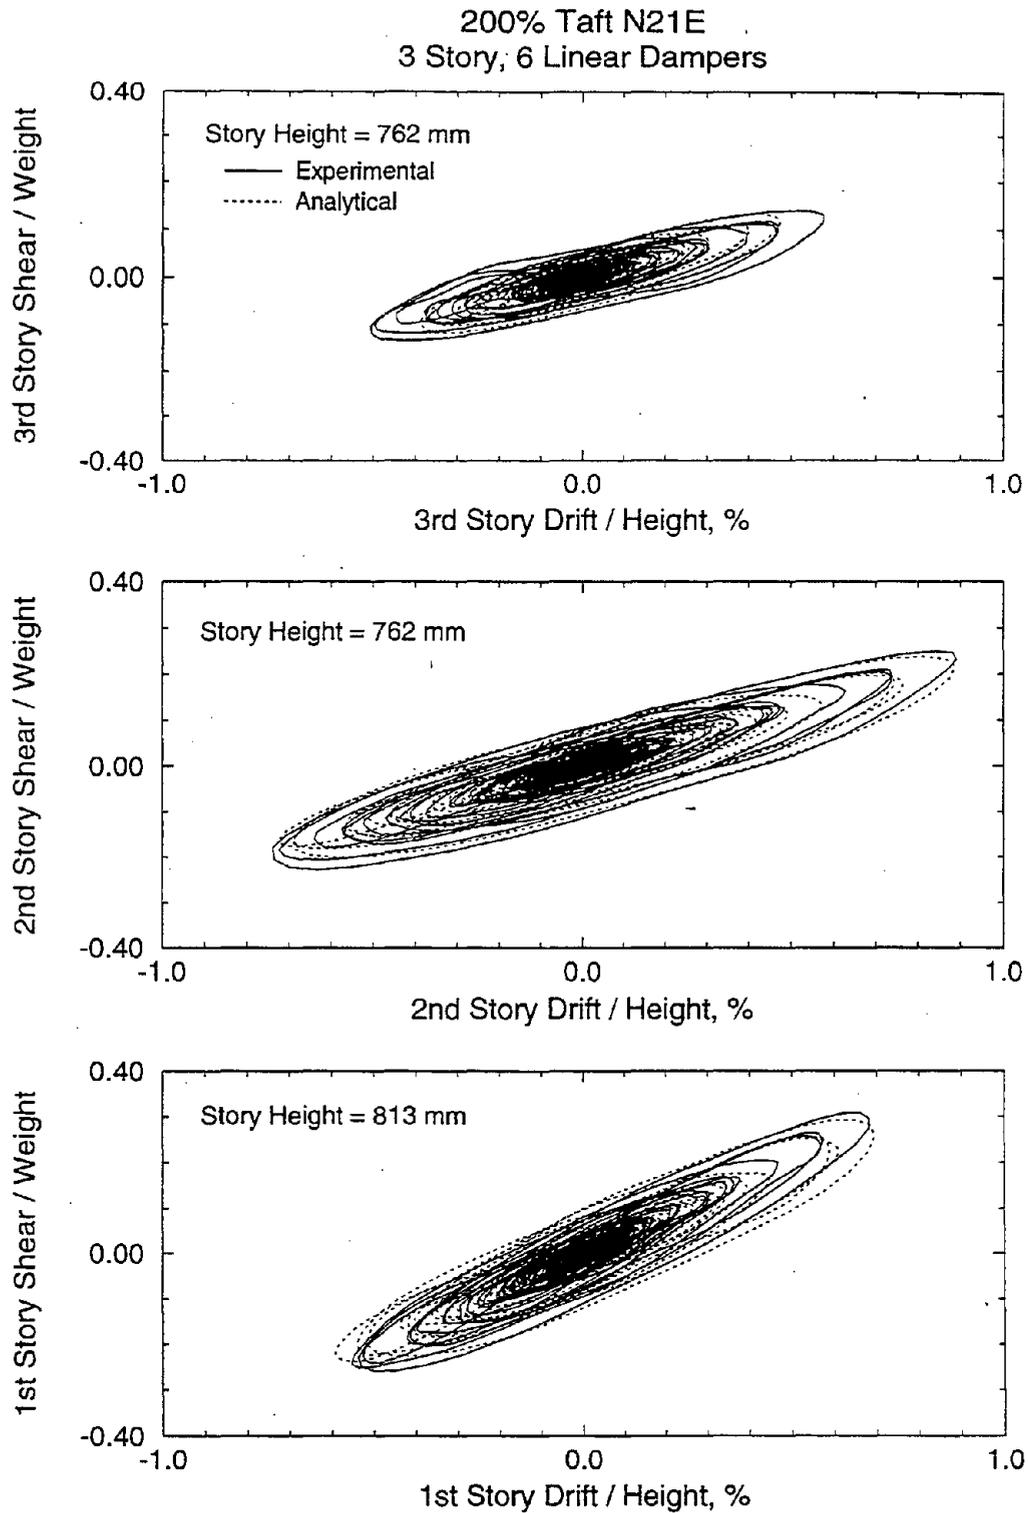 200% Taft N21E
3 Story, 6 Linear Dampers
3rd Story Shear / Weight
0.40
0.00
-0.40
Story Height = 762 mm
Experimental
Analytical
-1.0 0.0 1.0
3rd Story Drift / Height, %
2nd Story Shear / Weight
0.40
0.00
-0.40
Story Height = 762 mm
-1.0 0.0 1.0
2nd Story Drift / Height, %
1st Story Shear / Weight
0.40
0.00
-0.40
Story Height = 813 mm
-1.0 0.0 1.0
1st Story Drift / Height, %